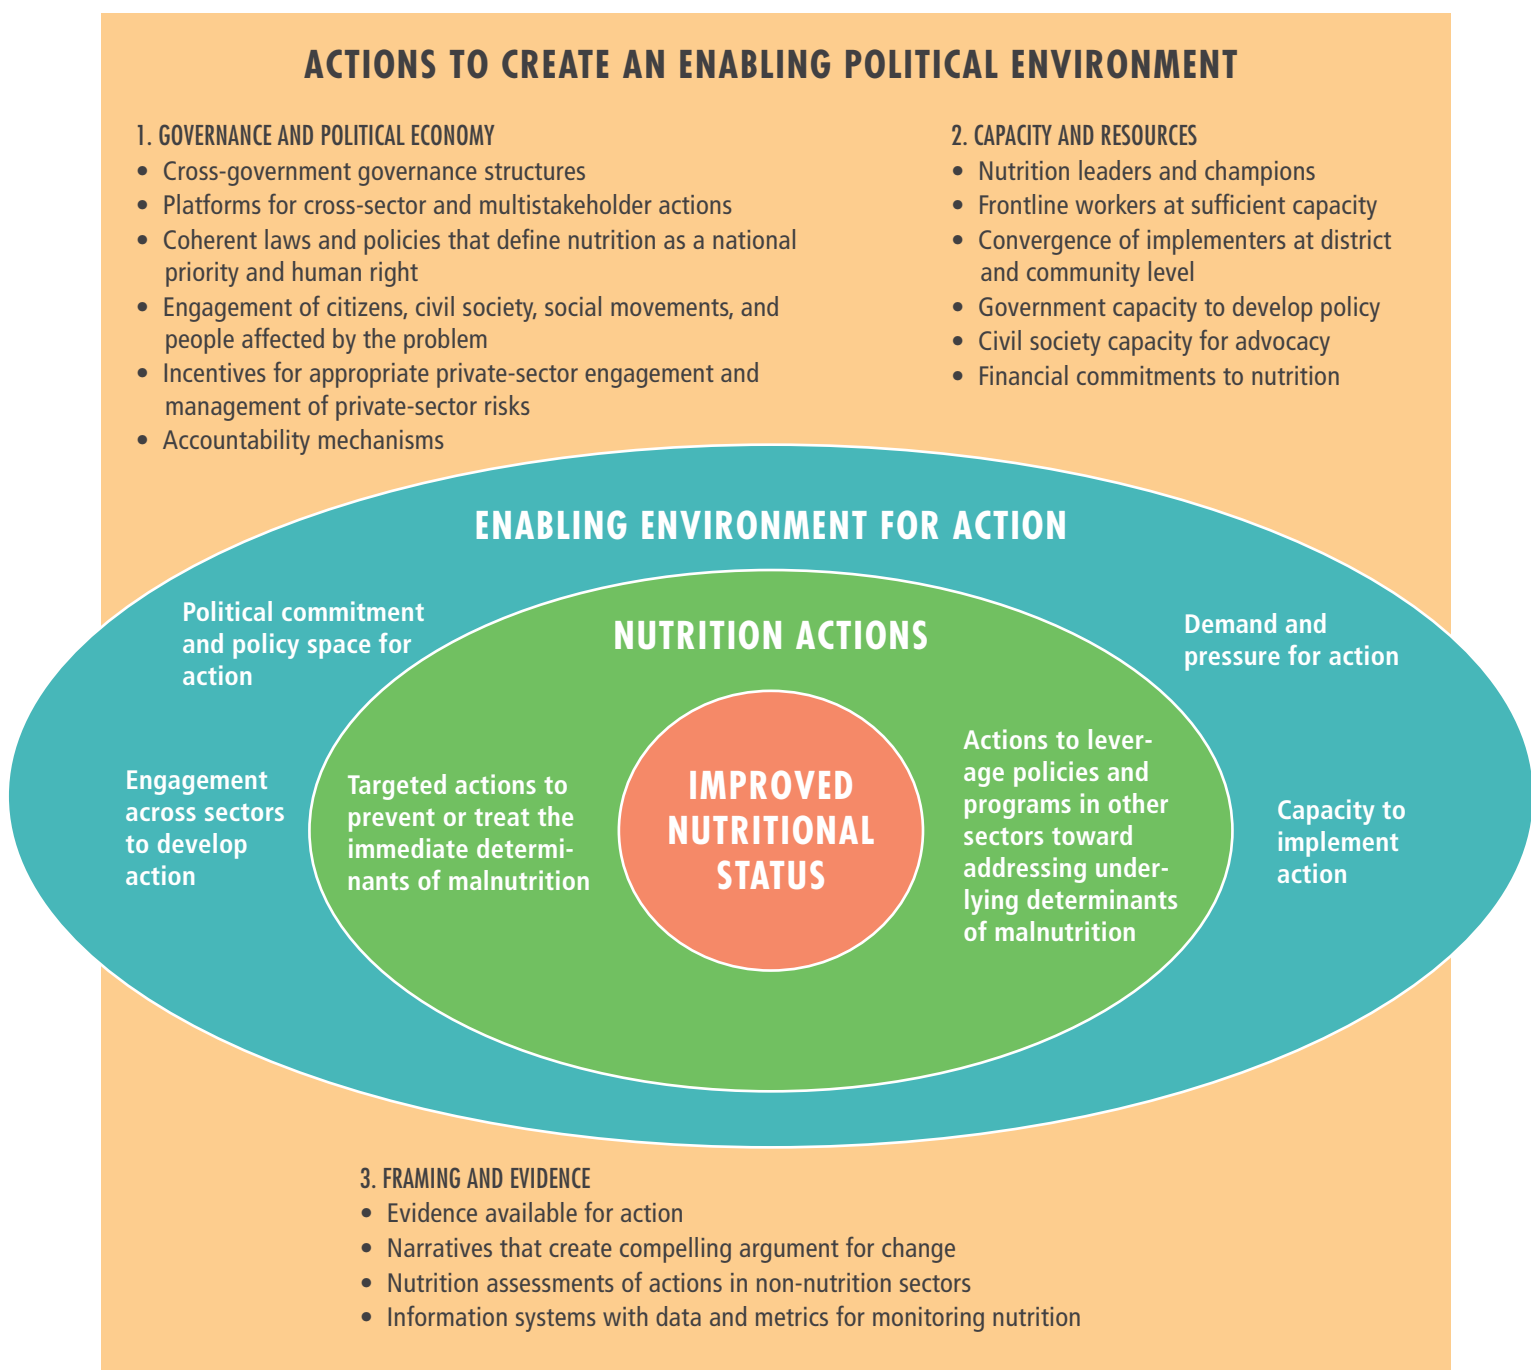 ACTIONS TO CREATE AN ENABLING POLITICAL ENVIRONMENT
1. GOVERNANCE AND POLITICAL ECONOMY
• Cross-government governance structures
• Platforms for cross-sector and multistakeholder actions
• Coherent laws and policies that define nutrition as a national
priority and human right
• Engagement of citizens, civil society, social movements, and
people affected by the problem
• Incentives for appropriate private-sector engagement and
management of private-sector risks
• Accountability mechanisms
2. CAPACITY AND RESOURCES
• Nutrition leaders and champions
• Frontline workers at sufficient capacity
• Convergence of implementers at district
and community level
• Government capacity to develop policy
• Civil society capacity for advocacy
• Financial commitments to nutrition
ENABLING ENVIRONMENT FOR ACTION
Political commitment
and policy space for
action
Engagement
across sectors
to develop
action
NUTRITION ACTIONS
Targeted actions to
prevent or treat the
immediate determi-
nants of malnutrition
IMPROVED
NUTRITIONAL
STATUS
Actions to lever-
age policies and
programs in other
sectors toward
addressing under-
lying determinants
of malnutrition
Demand and
pressure for action
Capacity to
implement
action
3. FRAMING AND EVIDENCE
• Evidence available for action
• Narratives that create compelling argument for change
• Nutrition assessments of actions in non-nutrition sectors
• Information systems with data and metrics for monitoring nutrition